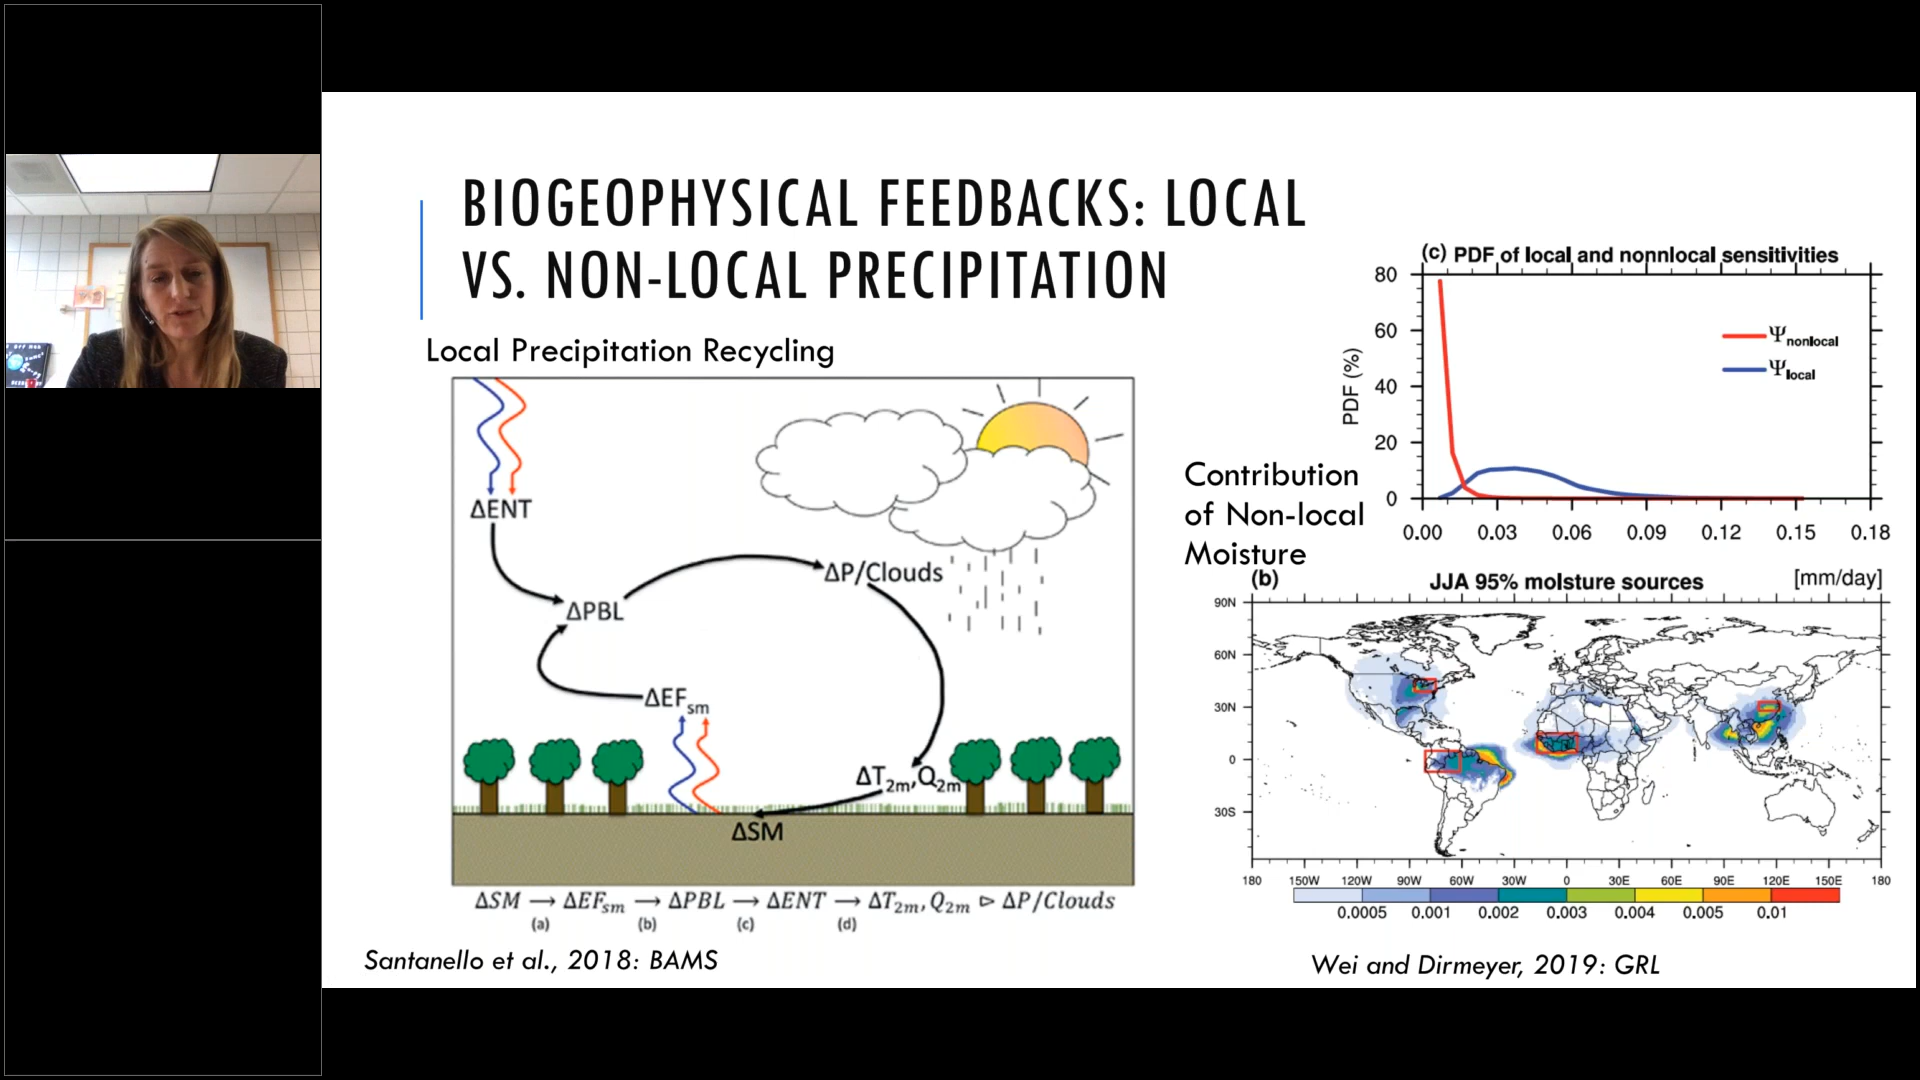 BIOGEOPHYSICAL FEEDBACKS: LOCAL
VS. NON-LOCAL PRECIPITATION
Local Precipitation Recycling
ΔENT
ΔPBL
ΔP/Clouds
ΔEFsm
ΔT2m,Q2m
ΔSM
ΔSM → ΔEFsm → ΔPBL → ΔENT → ΔT2m, Q2m ⊳ ΔP/Clouds
(a) (b) (c) (d)
Santanello et al., 2018: BAMS
(c) PDF of local and nonnlocal sensitivities
PDF (%)
80
60
40
20
0
Ψnonlocal
Ψlocal
0.00 0.03 0.06 0.09 0.12 0.15 0.18
Contribution
of Non-local
Moisture
(b) JJA 95% moisture sources [mm/day]
90N
60N
30N
0
30S
180 150W 120W 90W 60W 30W 0 30E 60E 90E 120E 150E 180
0.0005 0.001 0.002 0.003 0.004 0.005 0.01
Wei and Dirmeyer, 2019: GRL